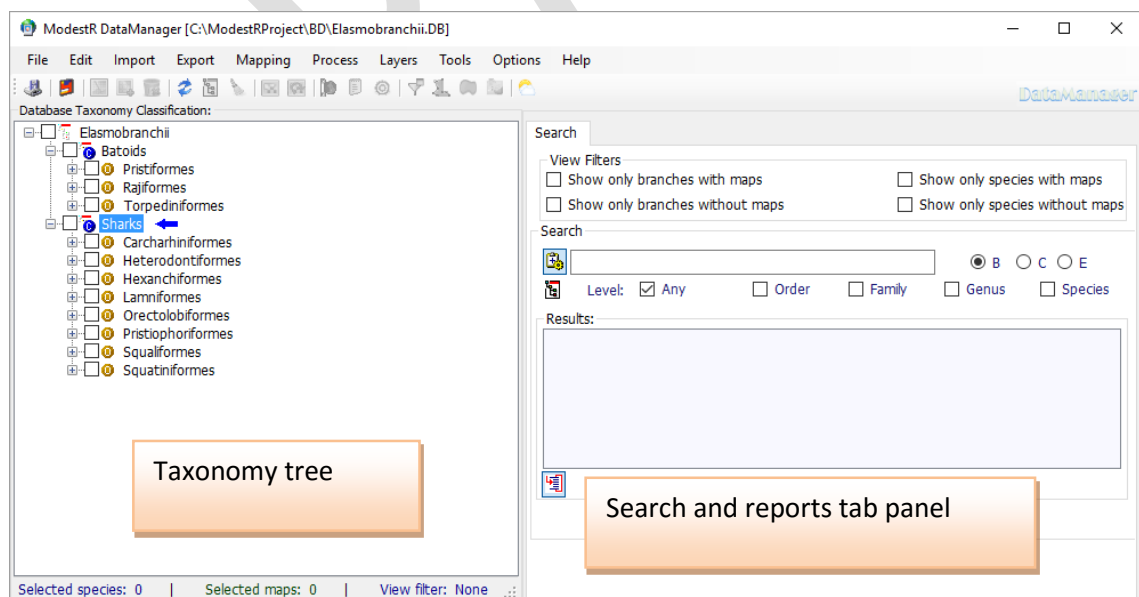 ModestR DataManager [C:\ModestRProject\BD\Elasmobranchii.DB]
File Edit Import Export Mapping Process Layers Tools Options Help
DataManager
Database Taxonomy Classification:
Elasmobranchii
C Batoids
O Pristiformes
O Rajiformes
O Torpediniformes
C Sharks
O Carcharhiniformes
O Heterodontiformes
O Hexanchiformes
O Lamniformes
O Orectolobiformes
O Pristiophoriformes
O Squaliformes
O Squatiniformes
Taxonomy tree
Selected species: 0 | Selected maps: 0 | View filter: None
Search
View Filters
Show only branches with maps Show only species with maps
Show only branches without maps Show only species without maps
Search
B C E
Level: Any Order Family Genus Species
Results:
Search and reports tab panel